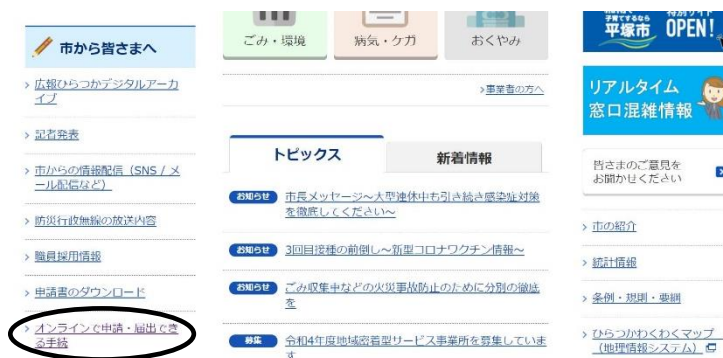 市から皆さまへ
広報ひらつかデジタルアーカ
イブ
記者発表
市からの情報配信（SNS / メ
ール配信など）
防災行政無線の放送内容
職員採用情報
申請書のダウンロード
オンラインで申請・届出でき
る手続
ごみ・環境
病気・ケガ
おくやみ
事業者の方へ
トピックス
新着情報
お知らせ 市長メッセージ～大型連休中も引き続き感染症対策
を徹底してください～
お知らせ 3回目接種の前倒し～新型コロナワクチン情報～
お知らせ ごみ収集中などの火災事故防止のために分別の徹底
を
募集 令和4年度地域密着型サービス事業所を募集していま
す
子育てするなら
平塚市
特別サイト
OPEN!
リアルタイム
窓口混雑情報
皆さまのご意見を
お聞かせください
市の紹介
統計情報
条例・規則・要綱
ひらつかわくわくマップ
（地理情報システム）